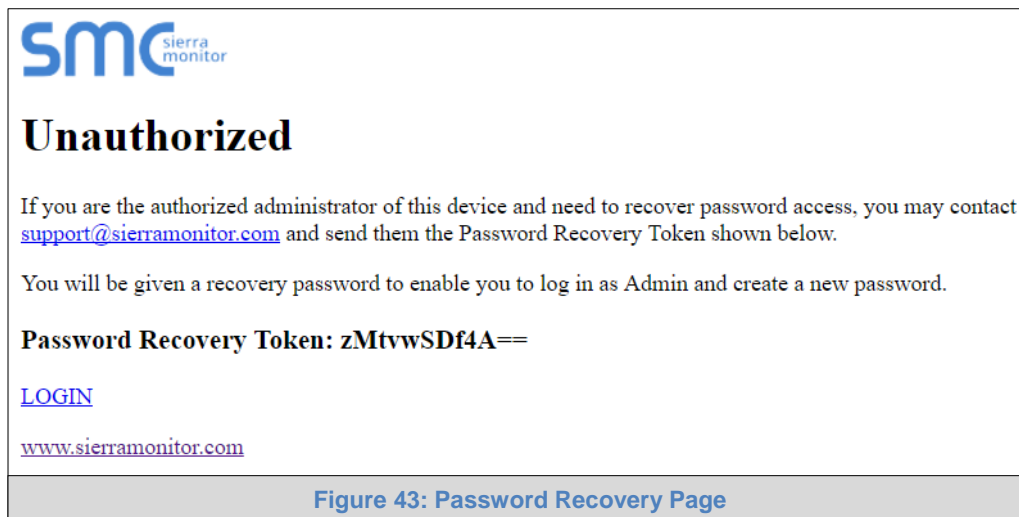 SMC sierra
monitor
Unauthorized
If you are the authorized administrator of this device and need to recover password access, you may contact
support@sierramonitor.com and send them the Password Recovery Token shown below.
You will be given a recovery password to enable you to log in as Admin and create a new password.
Password Recovery Token: zMtvwSDf4A==
LOGIN
www.sierramonitor.com
Figure 43: Password Recovery Page